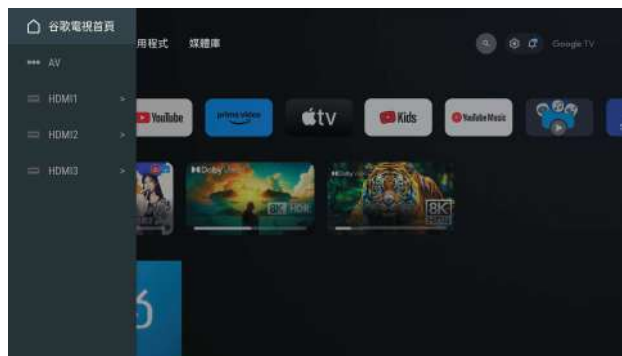 谷歌電視首頁
AV
HDMI1 >
HDMI2 >
HDMI3 >
用程式 媒體庫
Google TV
YouTube
prime video
tv
Kids
YouTube Music
8K HDR
8K
HDR